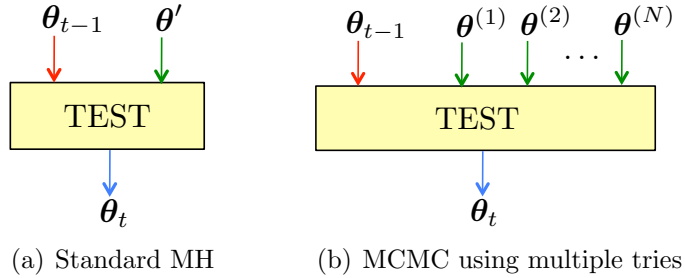 θ_{t−1} θ′ θ_{t−1} θ^{(1)} θ^{(2)} ... θ^{(N)}
TEST TEST
θ_t θ_t
(a) Standard MH (b) MCMC using multiple tries